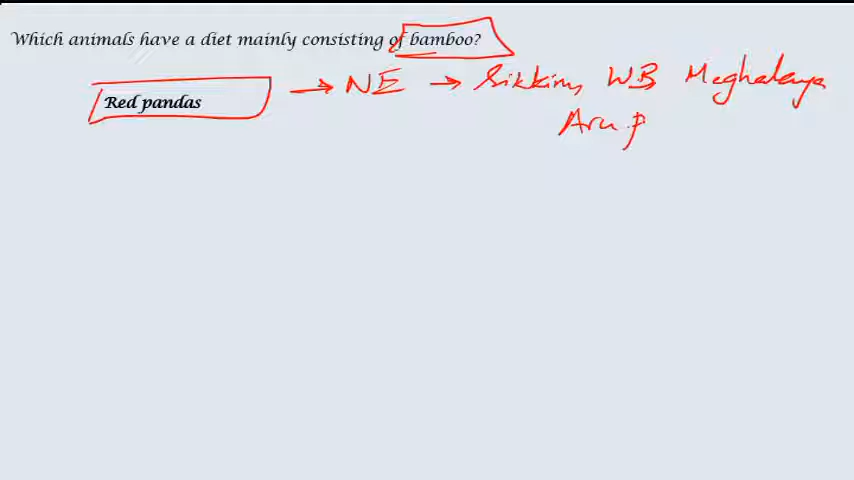 Which animals have a diet mainly consisting of bamboo?
Red pandas → NE → Sikkim, WB Meghalaya
Aru P